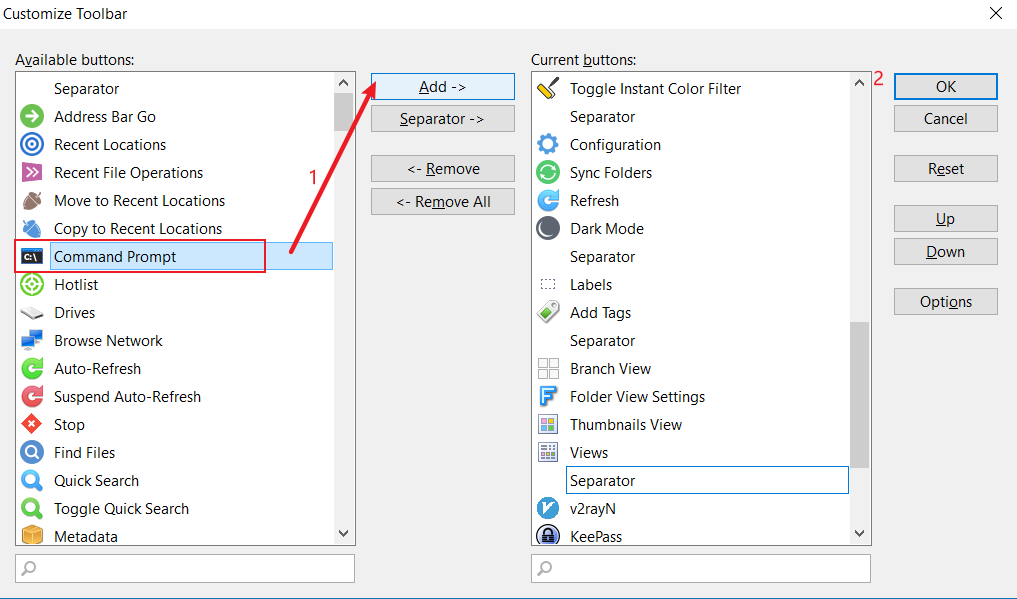 Customize Toolbar
Available buttons:
Separator
Address Bar Go
Recent Locations
Recent File Operations
Move to Recent Locations
Copy to Recent Locations
C:\ Command Prompt
Hotlist
Drives
Browse Network
Auto-Refresh
Suspend Auto-Refresh
Stop
Find Files
Quick Search
Toggle Quick Search
Metadata
Add ->
Separator ->
1
<- Remove
<- Remove All
Current buttons:
Toggle Instant Color Filter
Separator
Configuration
Sync Folders
Refresh
Dark Mode
Separator
Labels
Add Tags
Separator
Branch View
Folder View Settings
Thumbnails View
Views
Separator
v2rayN
KeePass
2
OK
Cancel
Reset
Up
Down
Options